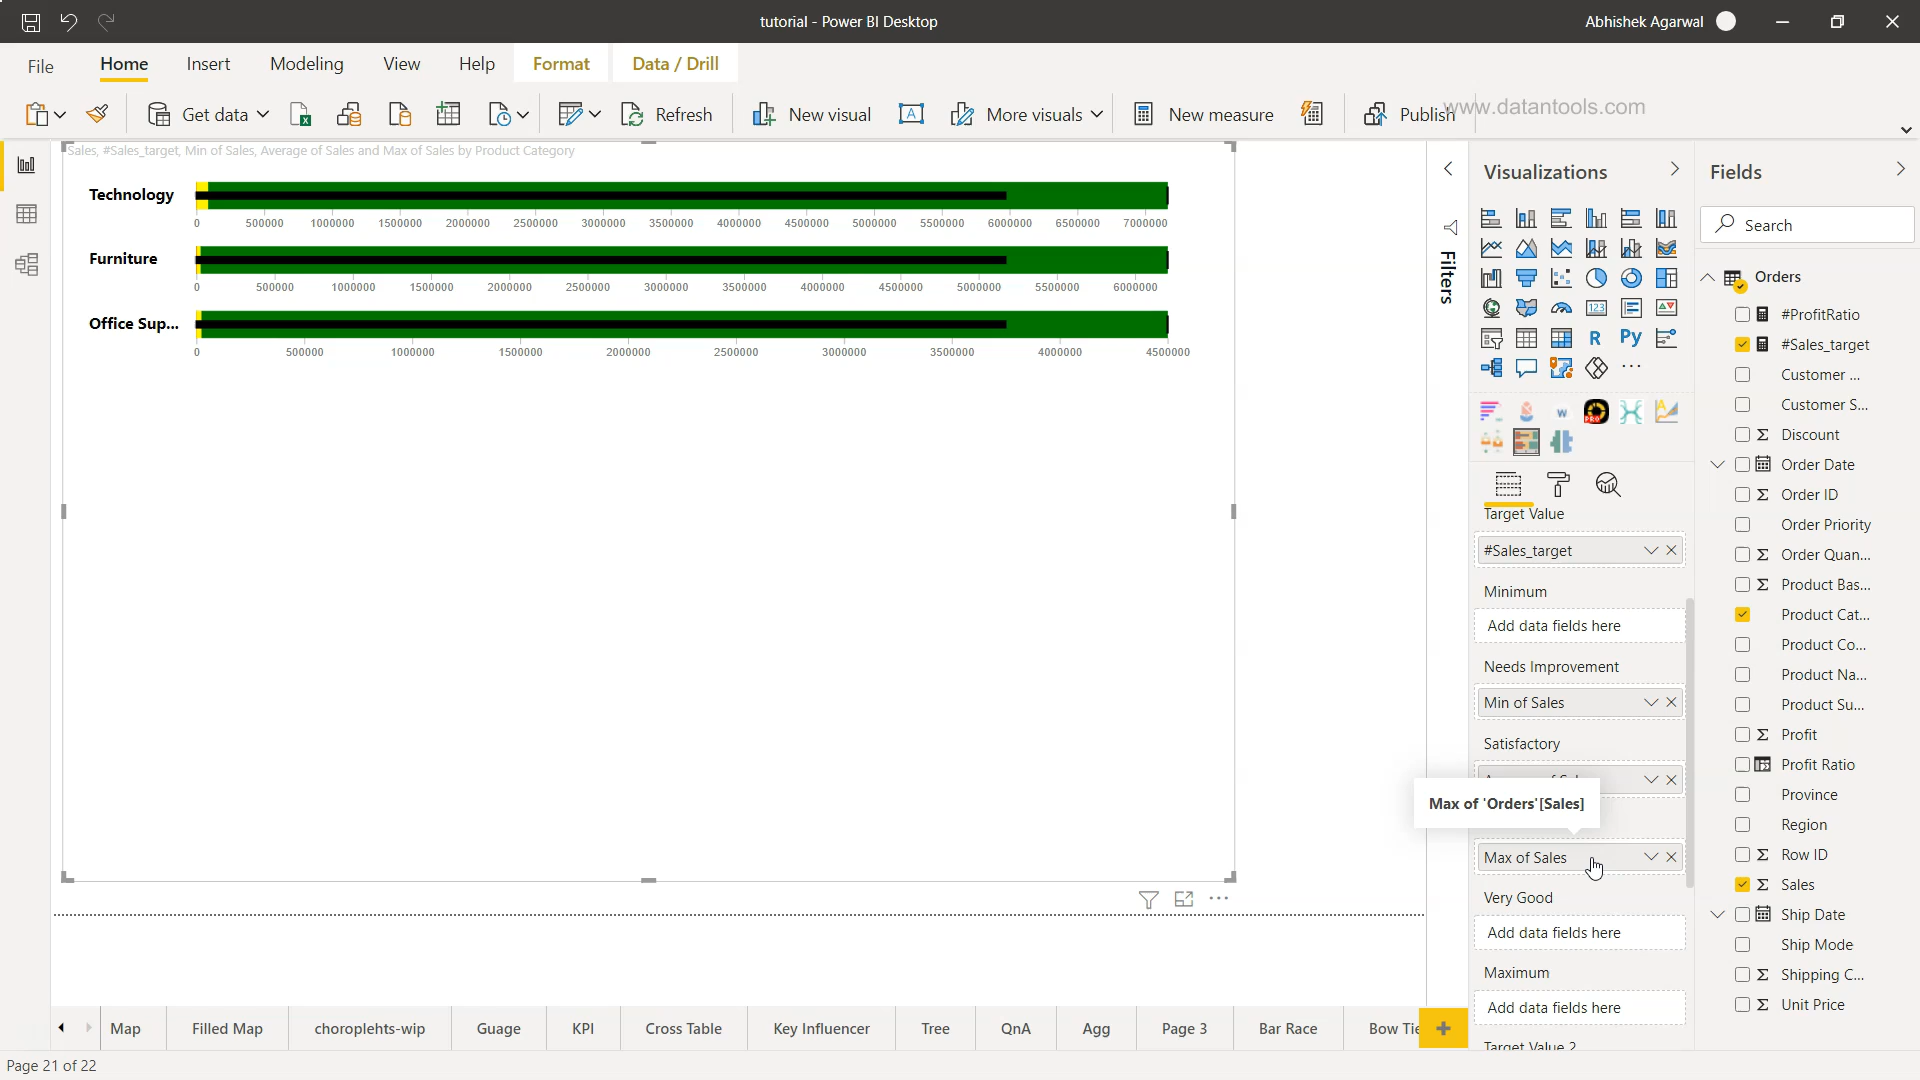 tutorial - Power BI Desktop
Abhishek Agarwal
File Home Insert Modeling View Help Format Data / Drill
Get data Refresh New visual More visuals New measure Publish
www.datantools.com
Sales, #Sales_target, Min of Sales, Average of Sales and Max of Sales by Product Category
Technology
0 500000 1000000 1500000 2000000 2500000 3000000 3500000 4000000 4500000 5000000 5500000 6000000 6500000 7000000
Furniture
0 500000 1000000 1500000 2000000 2500000 3000000 3500000 4000000 4500000 5000000 5500000 6000000
Office Sup...
0 500000 1000000 1500000 2000000 2500000 3000000 3500000 4000000 4500000
Filters
Visualizations
123
R Py
W
PRO
Target Value
#Sales_target
Minimum
Add data fields here
Needs Improvement
Min of Sales
Satisfactory
Max of 'Orders'[Sales]
Max of Sales
Very Good
Add data fields here
Maximum
Add data fields here
Target Value 2
Fields
Search
Orders
#ProfitRatio
#Sales_target
Customer ...
Customer S...
Discount
Order Date
Order ID
Order Priority
Order Quan...
Product Bas...
Product Cat...
Product Co...
Product Na...
Product Su...
Profit
Profit Ratio
Province
Region
Row ID
Sales
Ship Date
Ship Mode
Shipping C...
Unit Price
Map Filled Map choroplehts-wip Guage KPI Cross Table Key Influencer Tree QnA Agg Page 3 Bar Race Bow Tie
Page 21 of 22